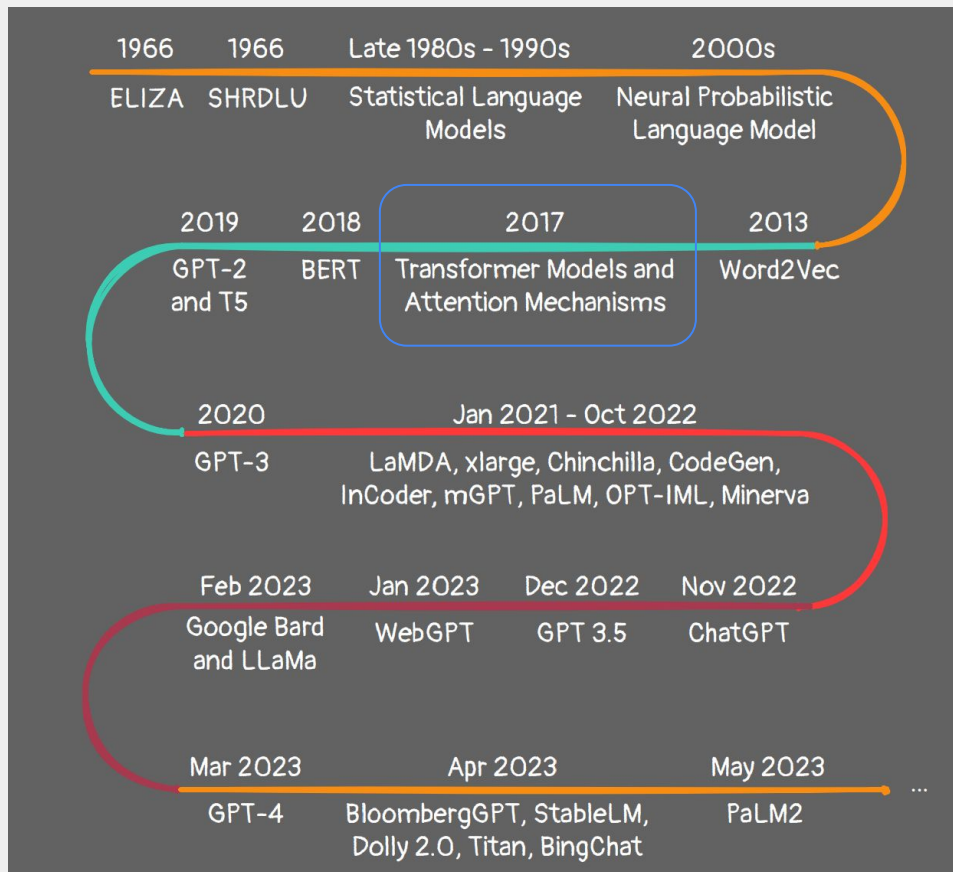 1966 1966 Late 1980s - 1990s 2000s
ELIZA SHRDLU Statistical Language Neural Probabilistic
Models Language Model
2019 2018 2017 2013
GPT-2 BERT Transformer Models and Word2Vec
and T5 Attention Mechanisms
2020 Jan 2021 - Oct 2022
GPT-3 LaMDA, xlarge, Chinchilla, CodeGen,
InCoder, mGPT, PaLM, OPT-IML, Minerva
Feb 2023 Jan 2023 Dec 2022 Nov 2022
Google Bard WebGPT GPT 3.5 ChatGPT
and LLaMa
Mar 2023 Apr 2023 May 2023 ...
GPT-4 BloombergGPT, StableLM, PaLM2
Dolly 2.0, Titan, BingChat